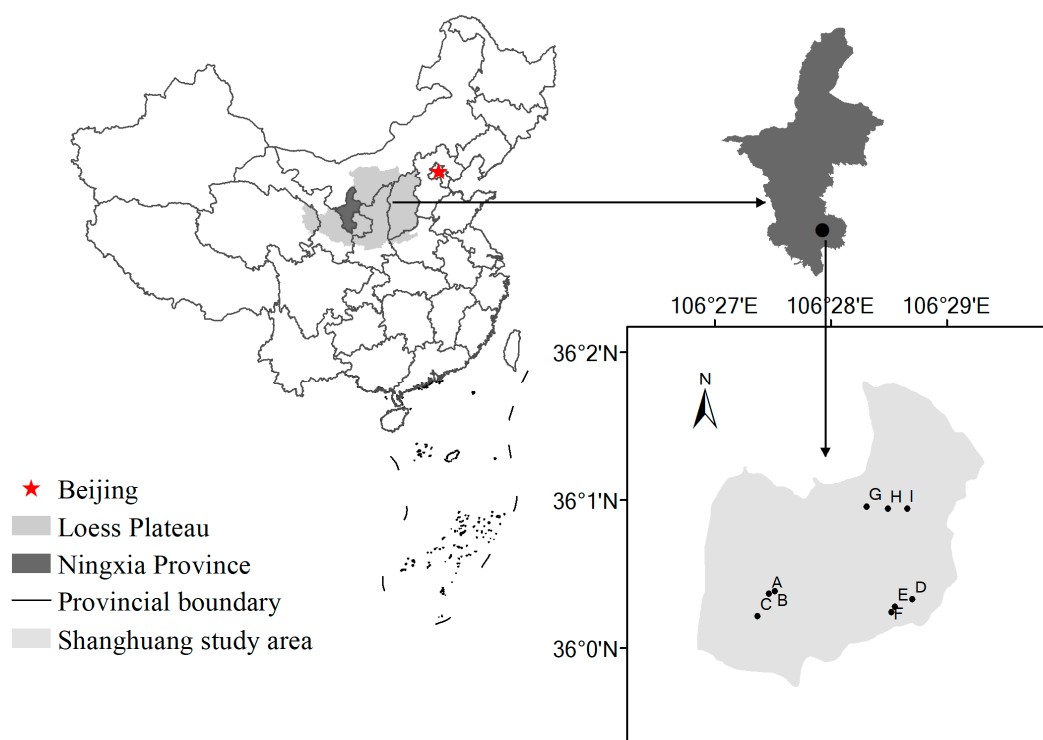 106°27'E 106°28'E 106°29'E
36°2'N
N
36°1'N
G H I
A
B
C
D
E
F
36°0'N
Beijing
Loess Plateau
Ningxia Province
Provincial boundary
Shanghuang study area